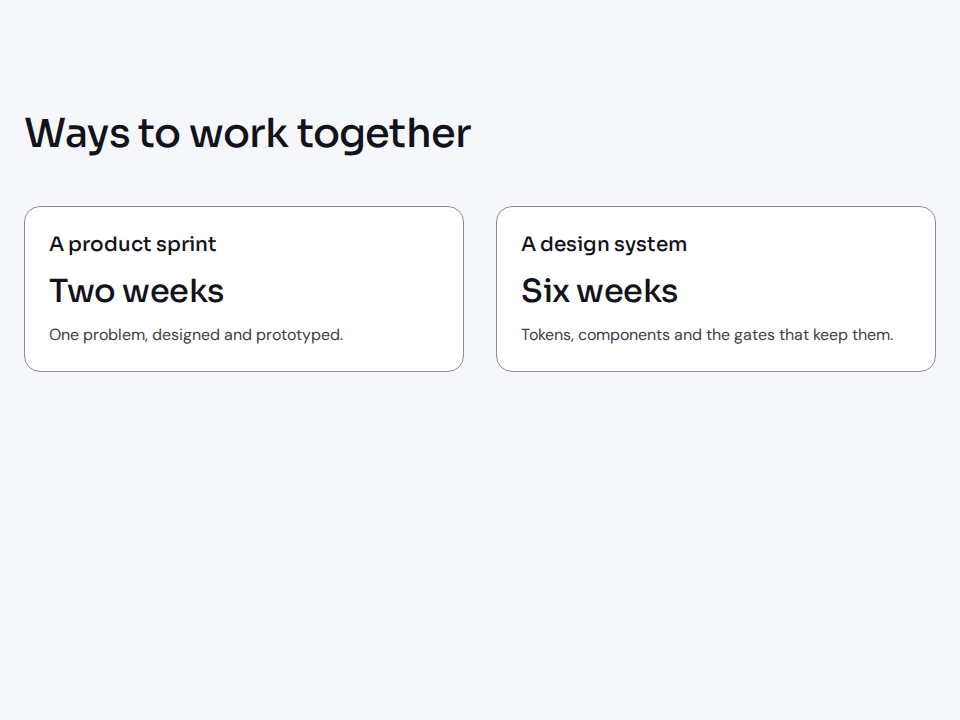 Ways to work together
A product sprint
Two weeks
One problem, designed and prototyped.
A design system
Six weeks
Tokens, components and the gates that keep them.